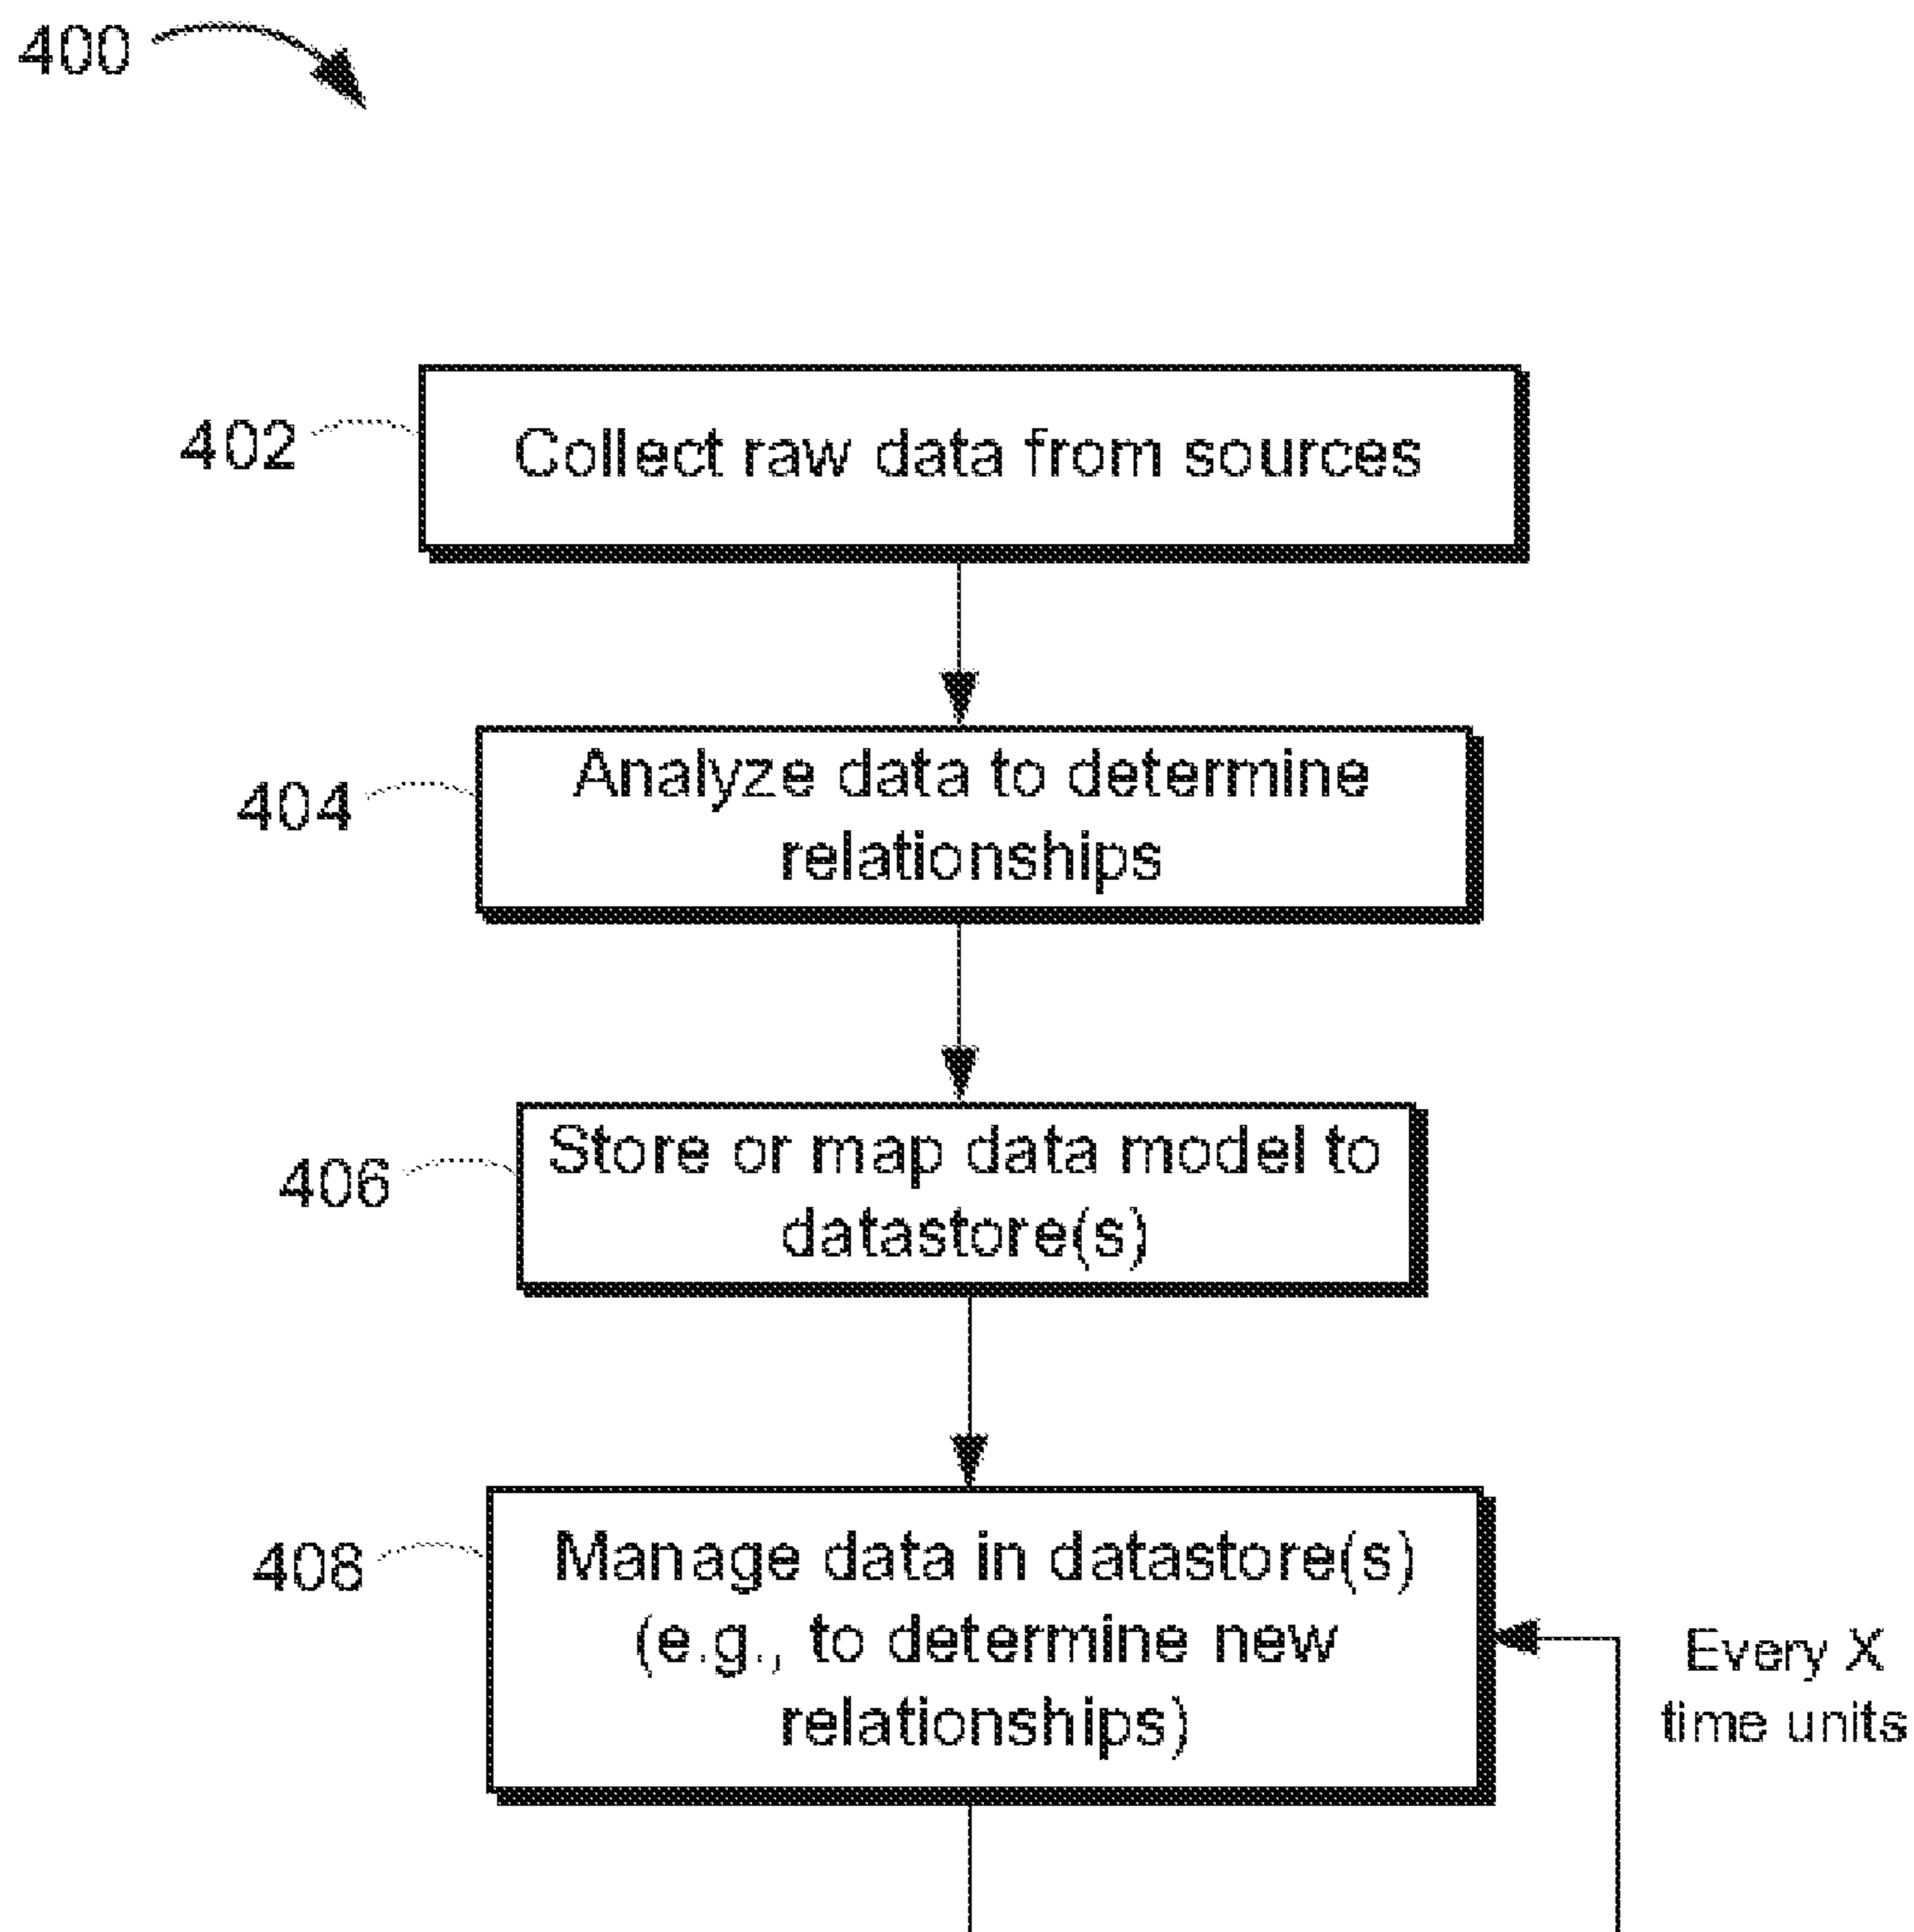 400
402
Collect raw data from sources
404
Analyze data to determine
relationships
406
Store or map data model to
datastore(s)
408
Manage data in datastore(s)
(e.g., to determine new
relationships)
Every X
time units